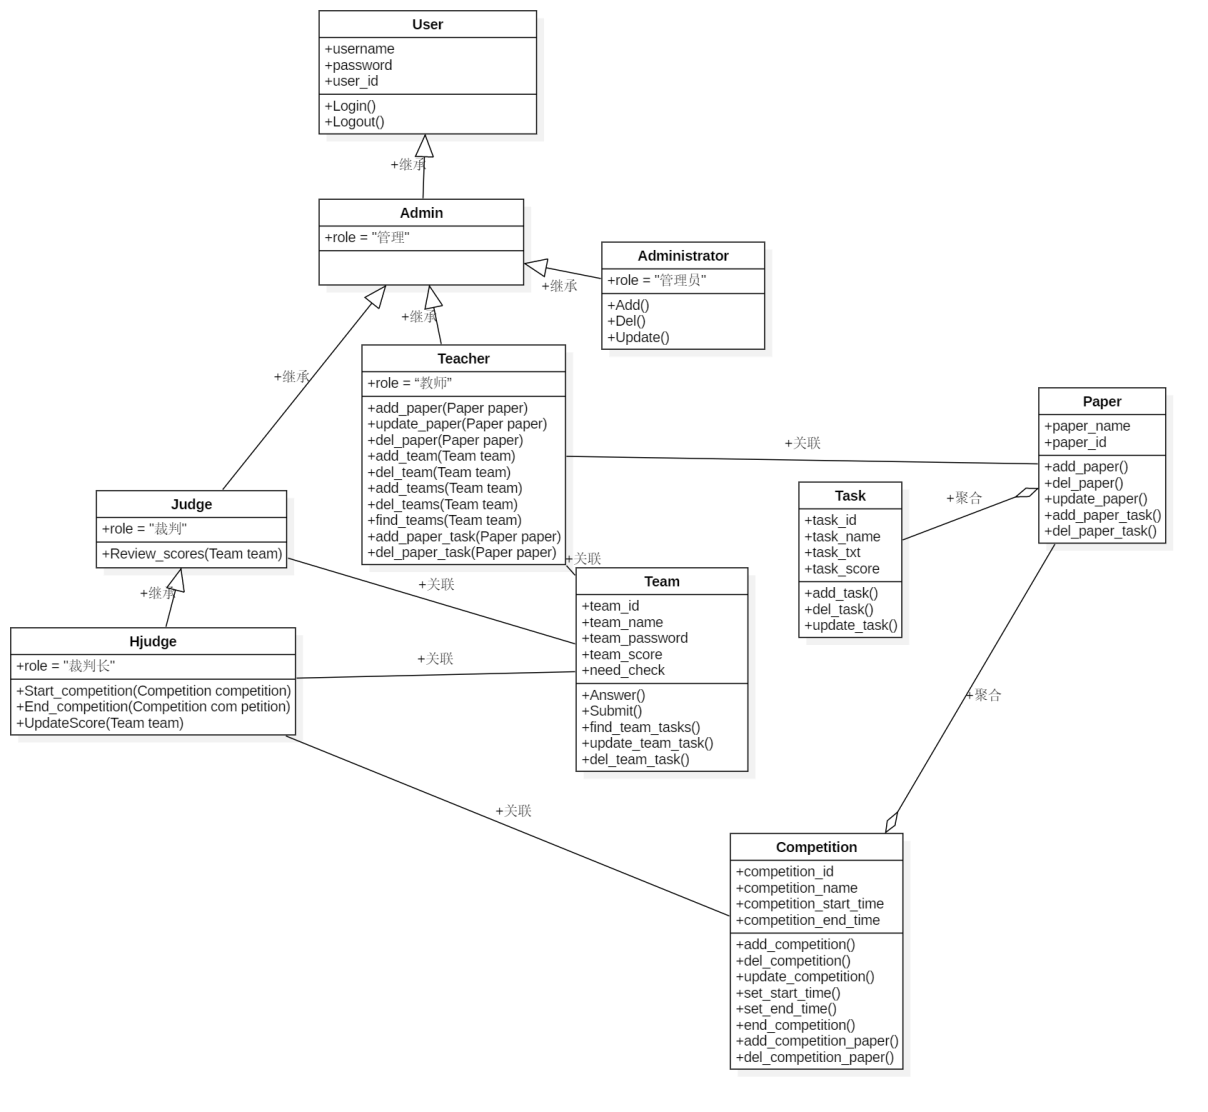 User
+username
+password
+user_id
+Login()
+Logout()
+继承
Admin
+role = "管理"
Administrator
+role = "管理员"
+Add()
+Del()
+Update()
+继承
+继承
+继承
Teacher
+role = “教师”
+add_paper(Paper paper)
+update_paper(Paper paper)
+del_paper(Paper paper)
+add_team(Team team)
+del_team(Team team)
+add_teams(Team team)
+del_teams(Team team)
+find_teams(Team team)
+add_paper_task(Paper paper)
+del_paper_task(Paper paper)
+关联
Paper
+paper_name
+paper_id
+add_paper()
+del_paper()
+update_paper()
+add_paper_task()
+del_paper_task()
+聚合
Task
+task_id
+task_name
+task_txt
+task_score
+add_task()
+del_task()
+update_task()
Judge
+role = "裁判"
+Review_scores(Team team)
+继承
+关联
+关联
Team
+team_id
+team_name
+team_password
+team_score
+need_check
+Answer()
+Submit()
+find_team_tasks()
+update_team_task()
+del_team_task()
Hjudge
+role = "裁判长"
+Start_competition(Competition competition)
+End_competition(Competition com petition)
+UpdateScore(Team team)
+关联
+聚合
+关联
Competition
+competition_id
+competition_name
+competition_start_time
+competition_end_time
+add_competition()
+del_competition()
+update_competition()
+set_start_time()
+set_end_time()
+end_competition()
+add_competition_paper()
+del_competition_paper()